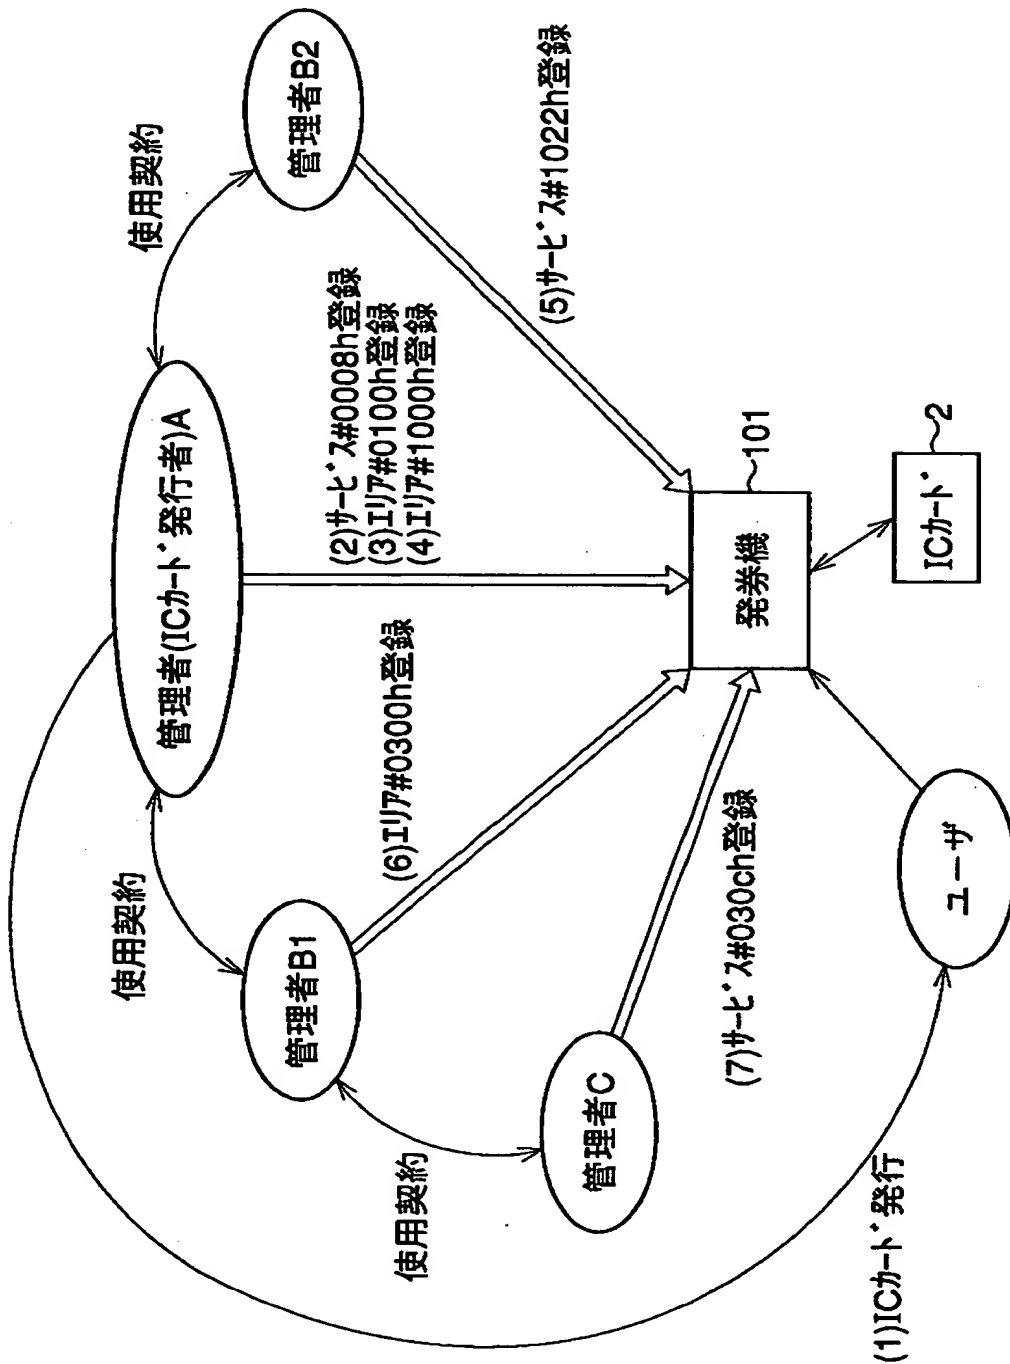 管理者(ICカード発行者)A
使用契約
使用契約
管理者B1
管理者B2
(2)サービス#0008h登録
(3)エリア#0100h登録
(4)エリア#1000h登録
(5)サービス#1022h登録
(6)エリア#0300h登録
使用契約
管理者C
(7)サービス#030ch登録
発券機
101
ユーザ
ICカード
2
(1)ICカード発行